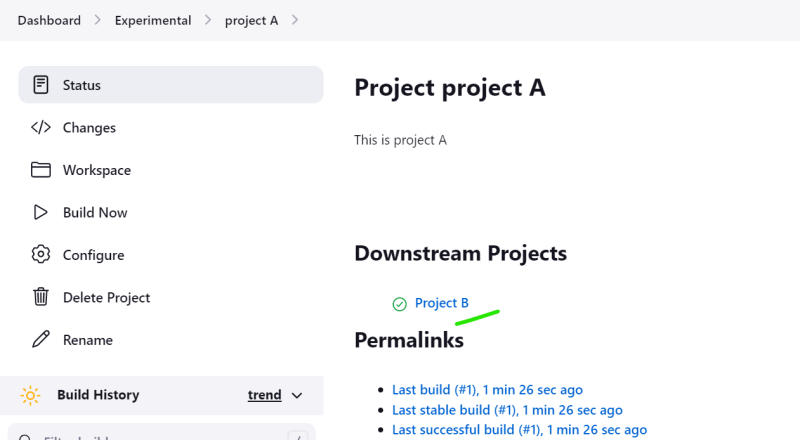 Dashboard > Experimental > project A >
Status
Changes
Workspace
Build Now
Configure
Delete Project
Rename
Build History trend
Project project A
This is project A
Downstream Projects
Project B
Permalinks
Last build (#1), 1 min 26 sec ago
Last stable build (#1), 1 min 26 sec ago
Last successful build (#1), 1 min 26 sec ago